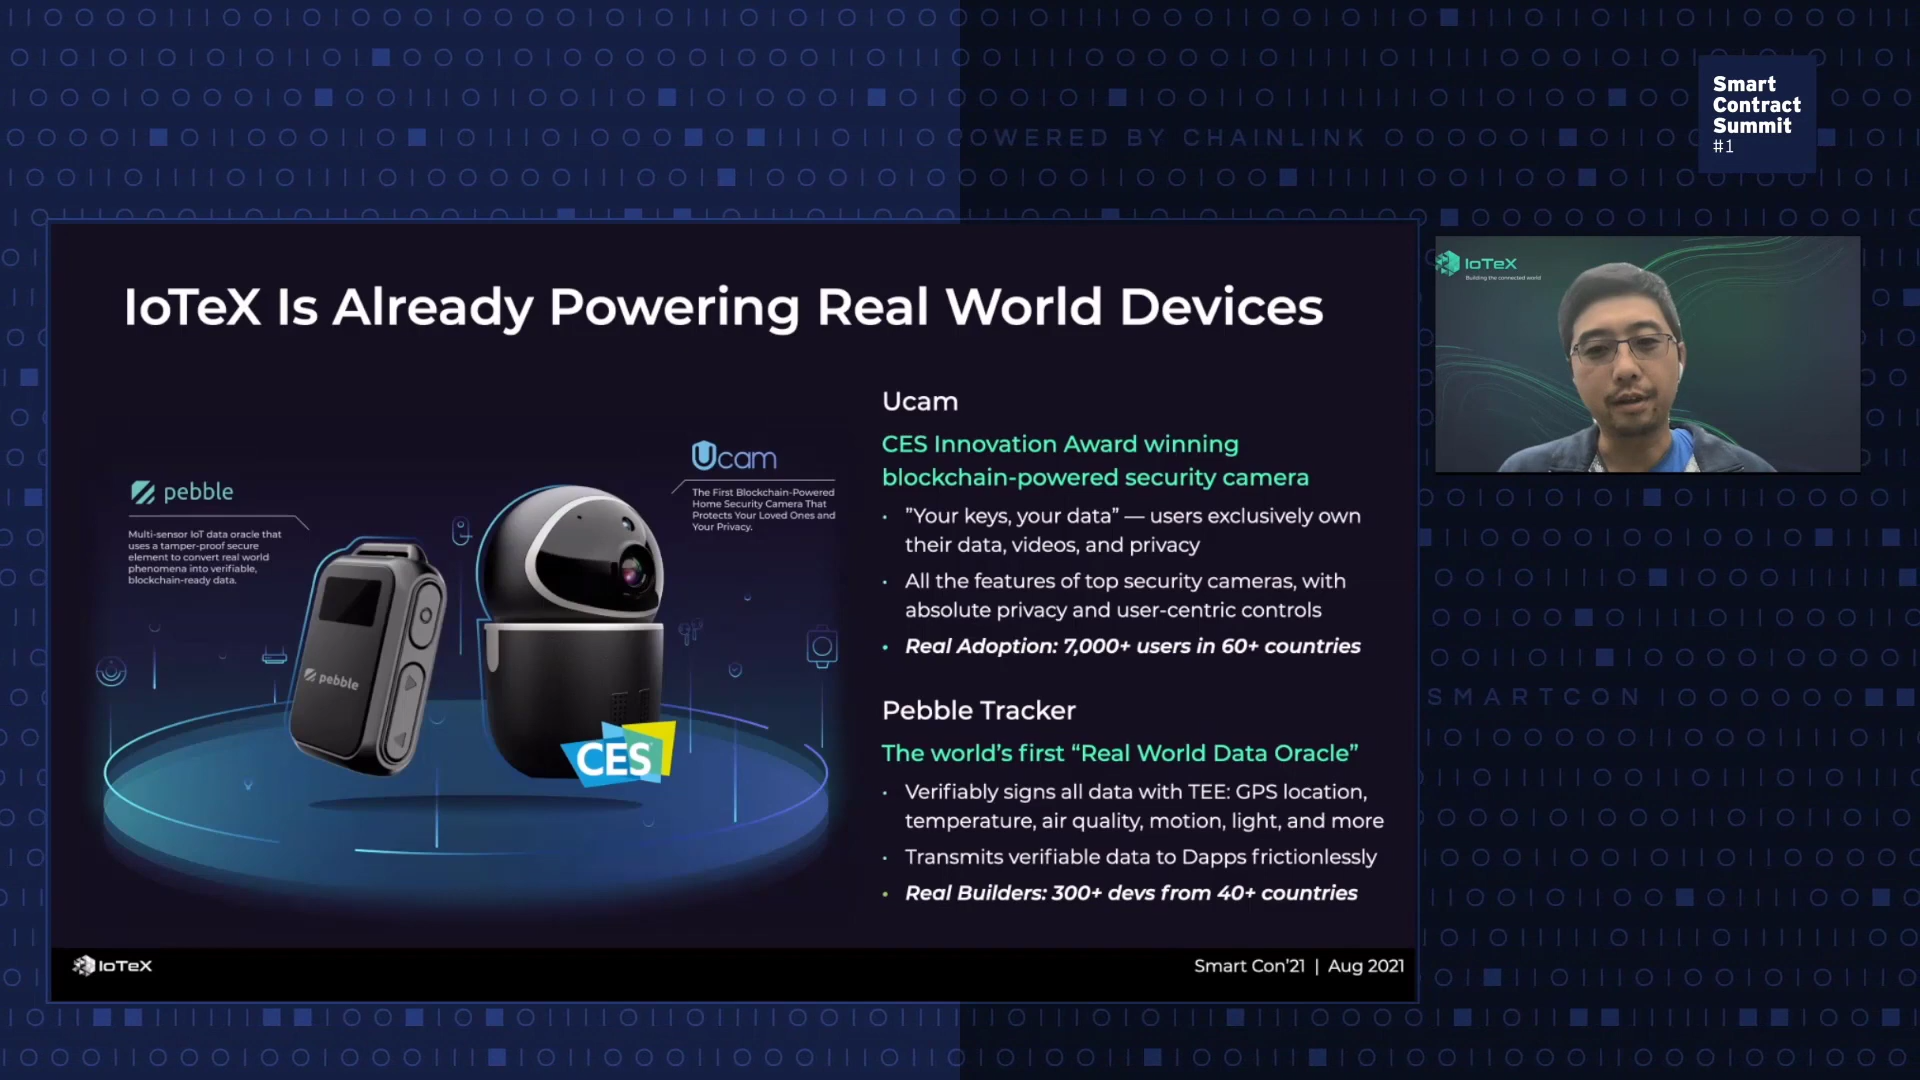 Smart
Contract
Summit
#1
POWERED BY CHAINLINK
IoTeX Is Already Powering Real World Devices
IoTeX
Building the connected world
Ucam
CES Innovation Award winning
blockchain-powered security camera
• "Your keys, your data" — users exclusively own
their data, videos, and privacy
• All the features of top security cameras, with
absolute privacy and user-centric controls
• Real Adoption: 7,000+ users in 60+ countries
Pebble Tracker
The world's first “Real World Data Oracle”
• Verifiably signs all data with TEE: GPS location,
temperature, air quality, motion, light, and more
• Transmits verifiable data to Dapps frictionlessly
• Real Builders: 300+ devs from 40+ countries
Ucam
The First Blockchain-Powered
Home Security Camera That
Protects Your Loved Ones and
Your Privacy.
pebble
Multi-sensor IoT data oracle that
uses a tamper-proof secure
element to convert real world
phenomena into verifiable,
blockchain-ready data.
pebble
CES
SMARTCON
IoTeX
Smart Con'21 | Aug 2021